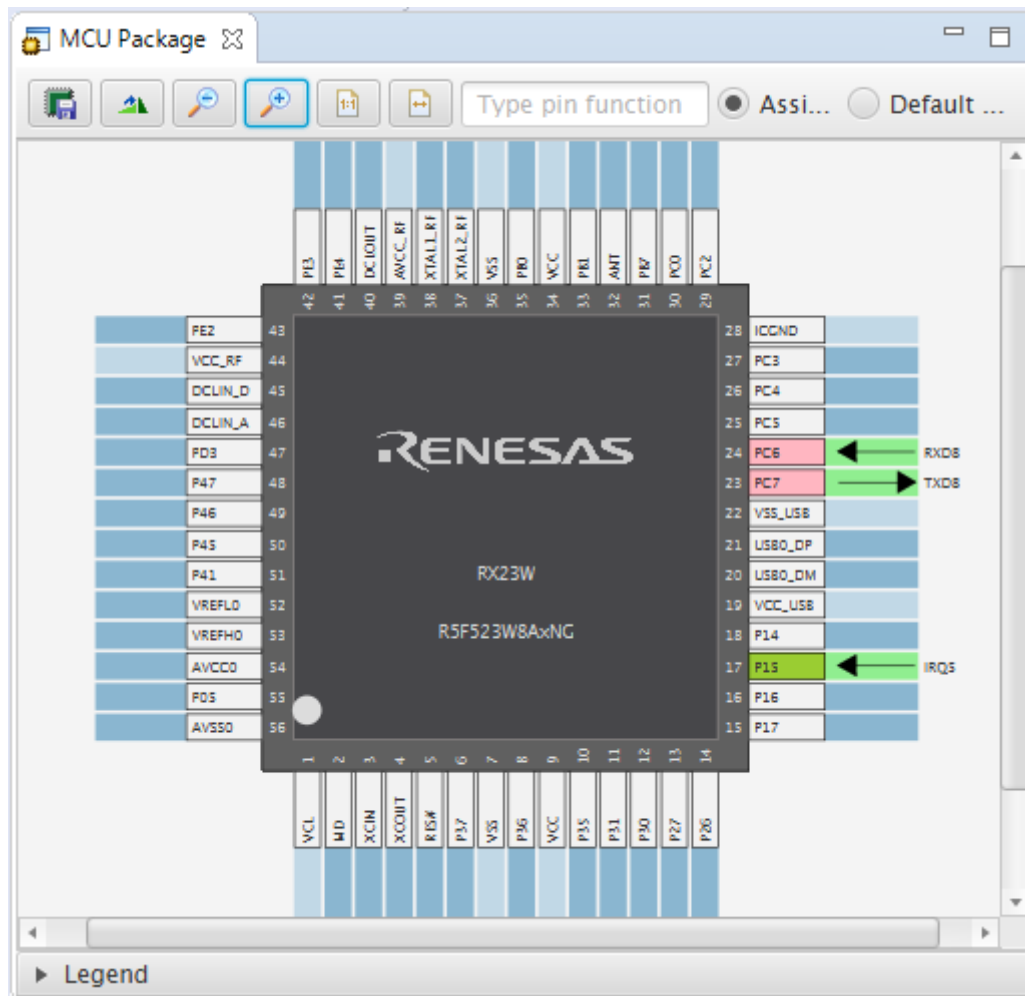 MCU Package
Type pin function
Assi...
Default ...
PE3
PE4
DCLOUT
AVCC_RF
XTAL1_RF
XTAL2_RF
VSS
PB0
VCC
PB1
ANT
PB7
PC0
PC2
42
41
40
39
38
37
36
35
34
33
32
31
30
29
PE2 43
VCC_RF 44
DCLIN_D 45
DCLIN_A 46
PD3 47
P47 48
P46 49
P45 50
P41 51
VREFL0 52
VREFH0 53
AVCC0 54
P05 55
AVSS0 56
RENESAS
RX23W
R5F523W8AxNG
28 ICGND
27 PC3
26 PC4
25 PC5
24 PC6 RXD8
23 PC7 TXD8
22 VSS_USB
21 USB0_DP
20 USB0_DM
19 VCC_USB
18 P14
17 P15 IRQ5
16 P16
15 P17
1
2
3
4
5
6
7
8
9
10
11
12
13
14
VCL
MD
XCIN
XCOUT
RES#
P37
VSS
P36
VCC
P35
P31
P30
P27
P26
1:1
Legend